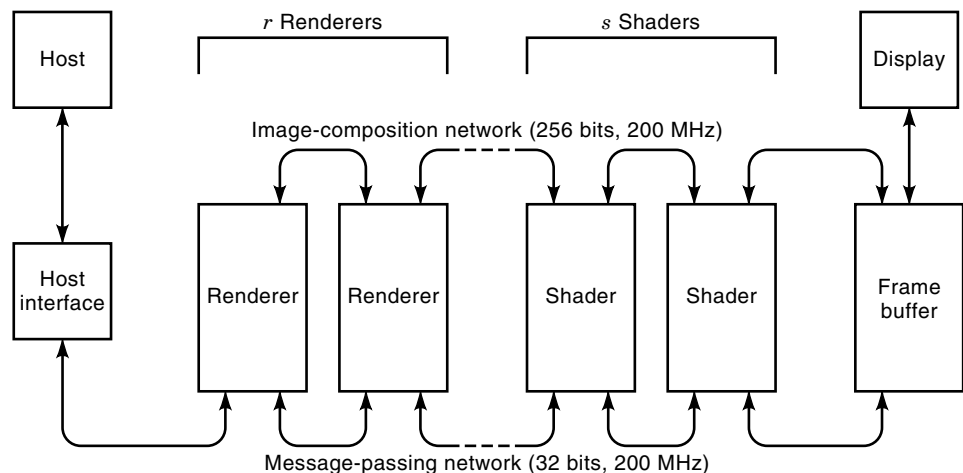 r Renderers
s Shaders
Host
Display
Image-composition network (256 bits, 200 MHz)
Host
interface
Renderer
Renderer
Shader
Shader
Frame
buffer
Message-passing network (32 bits, 200 MHz)